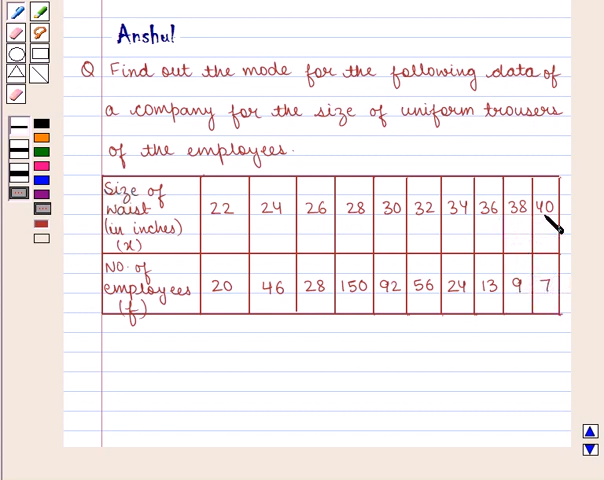 Anshul
Q Find out the mode for the following data of
a company for the size of uniform trousers
of the employees.
Size of waist (in inches) (x) 22 24 26 28 30 32 34 36 38 40
No. of employees (f) 20 46 28 150 92 56 24 13 9 7